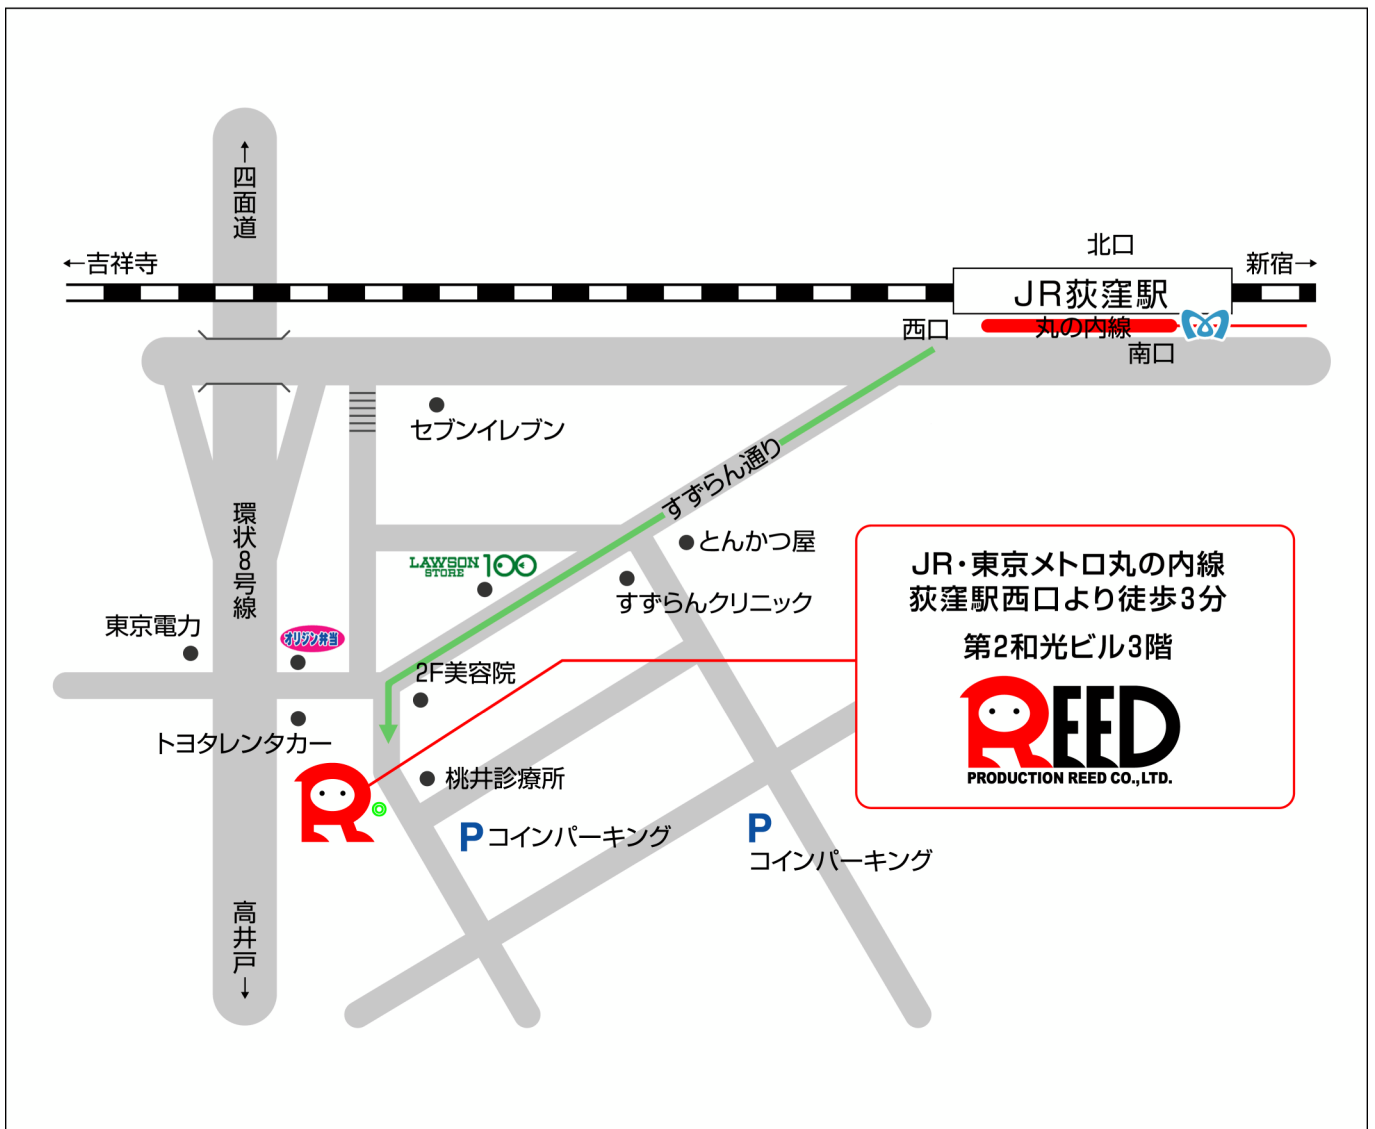 ↑四面道
←吉祥寺
北口
新宿→
JR荻窪駅
西口
丸の内線
南口
セブンイレブン
すずらん通り
環状8号線
とんかつ屋
LAWSON
STORE
100
すずらんクリニック
JR・東京メトロ丸の内線
荻窪駅西口より徒歩3分
第2和光ビル3階
REED
PRODUCTION REED CO.,LTD.
東京電力
オリジン弁当
2F美容院
トヨタレンタカー
R
桃井診療所
P コインパーキング
P
コインパーキング
高井戸↓